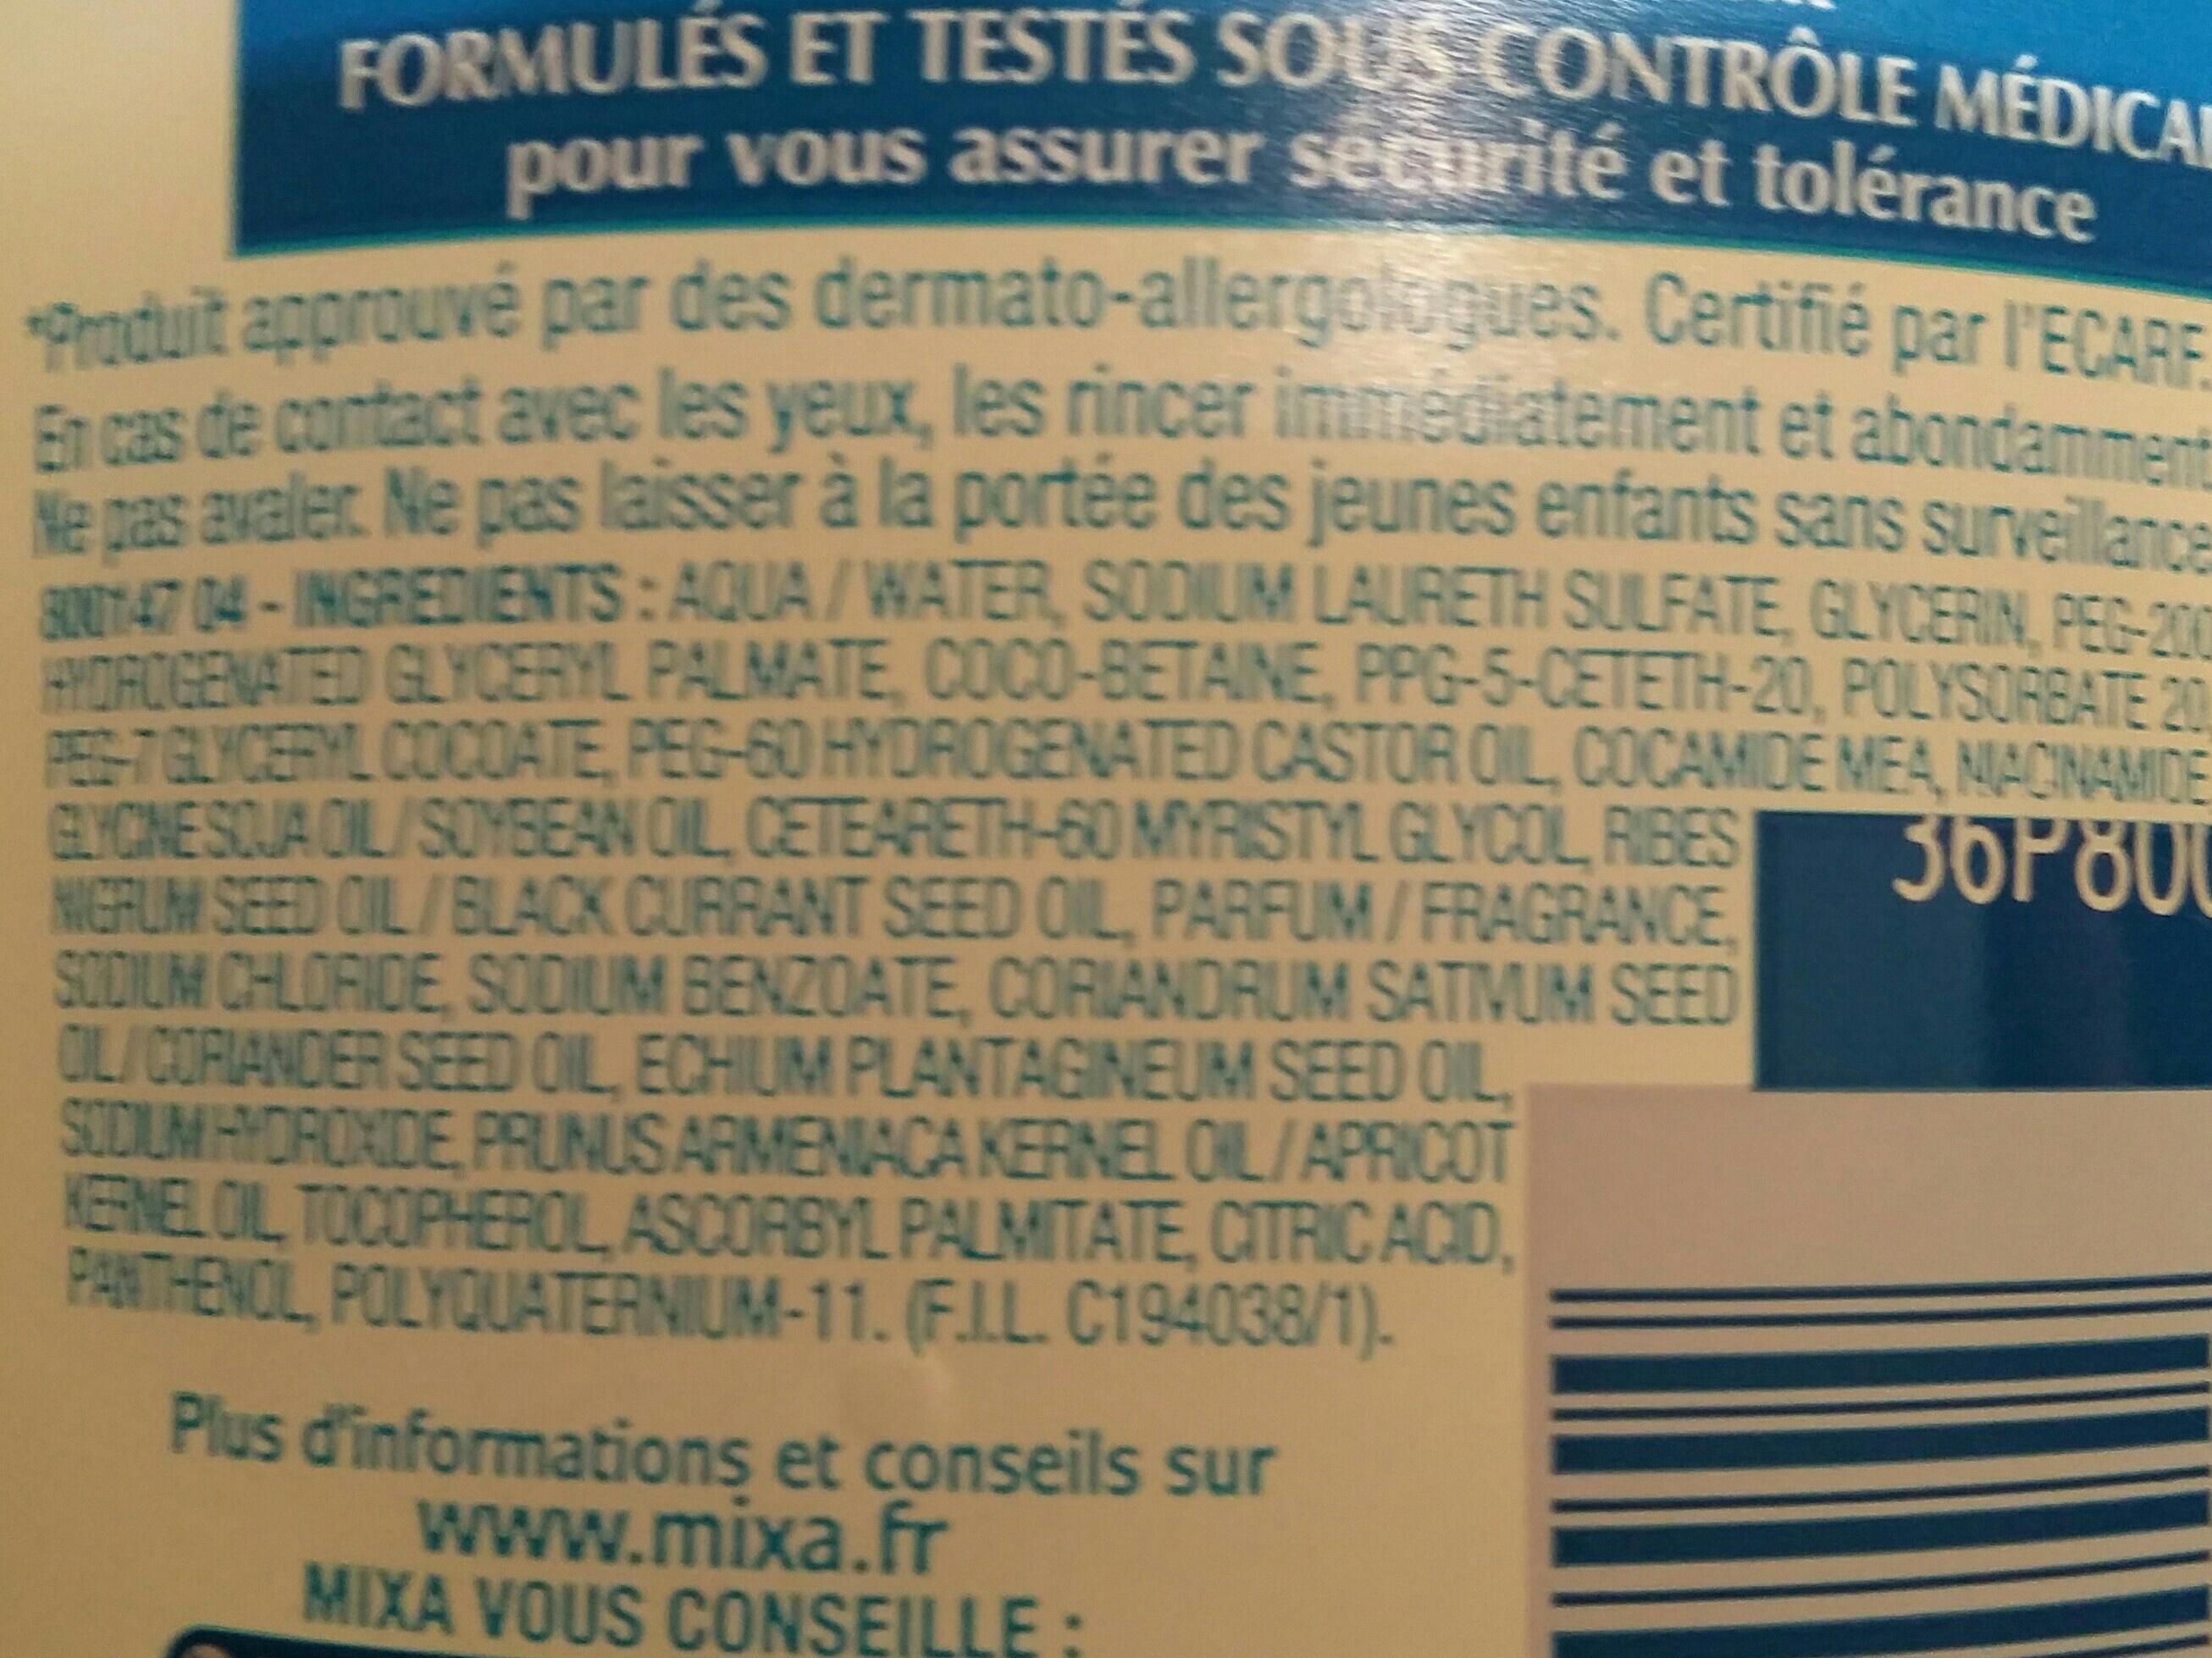 FORMULÉS ET TESTÉS SOUS CONTRÔLE MÉDICAL
pour vous assurer sécurité et tolérance
*Produit approuvé par des dermato-allergologues. Certifié par l'ECARF.
En cas de contact avec les yeux, les rincer immédiatement et abondamment
Ne pas avaler. Ne pas laisser à la portée des jeunes enfants sans surveillance
800147 04 - INGREDIENTS : AQUA / WATER, SODIUM LAURETH SULFATE, GLYCERIN, PEG-200
HYDROGENATED GLYCERYL PALMATE, COCO-BETAINE, PPG-5-CETETH-20, POLYSORBATE 20,
PEG-7 GLYCERYL COCOATE, PEG-60 HYDROGENATED CASTOR OIL, COCAMIDE MEA, NIACINAMIDE
GLYCINE SOJA OIL / SOYBEAN OIL, CETEARETH-60 MYRISTYL GLYCOL, RIBES
NIGRUM SEED OIL / BLACK CURRANT SEED OIL, PARFUM / FRAGRANCE,
SODIUM CHLORIDE, SODIUM BENZOATE, CORIANDRUM SATIVUM SEED
OIL / CORIANDER SEED OIL, ECHIUM PLANTAGINEUM SEED OIL,
SODIUM HYDROXIDE, PRUNUS ARMENIACA KERNEL OIL / APRICOT
KERNEL OIL, TOCOPHEROL, ASCORBYL PALMITATE, CITRIC ACID,
PANTHENOL, POLYQUATERNIUM-11. (F.I.L. C194038/1).
36P800
Plus d'informations et conseils sur
www.mixa.fr
MIXA VOUS CONSEILLE :